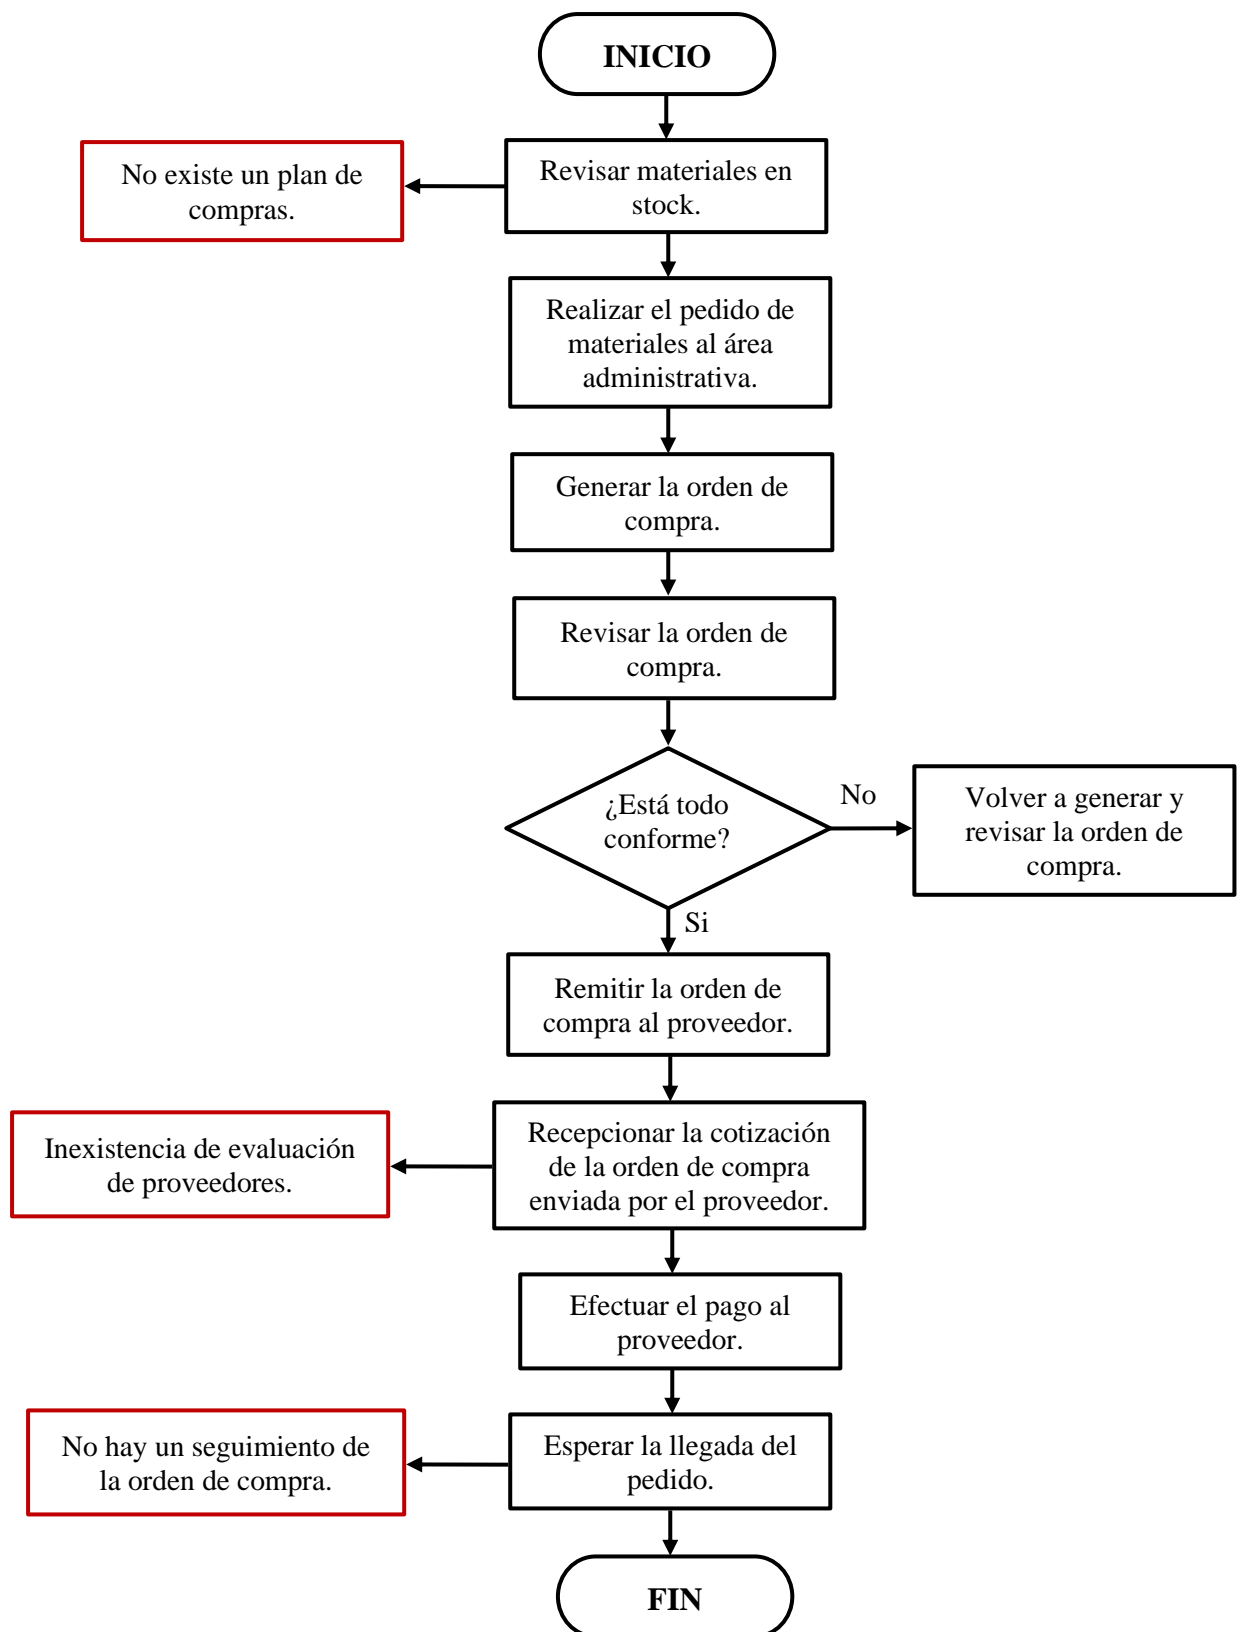 INICIO
No existe un plan de
compras.
Revisar materiales en
stock.
Realizar el pedido de
materiales al área
administrativa.
Generar la orden de
compra.
Revisar la orden de
compra.
¿Está todo
conforme?
No
Volver a generar y
revisar la orden de
compra.
Si
Remitir la orden de
compra al proveedor.
Inexistencia de evaluación
de proveedores.
Recepcionar la cotización
de la orden de compra
enviada por el proveedor.
Efectuar el pago al
proveedor.
No hay un seguimiento de
la orden de compra.
Esperar la llegada del
pedido.
FIN